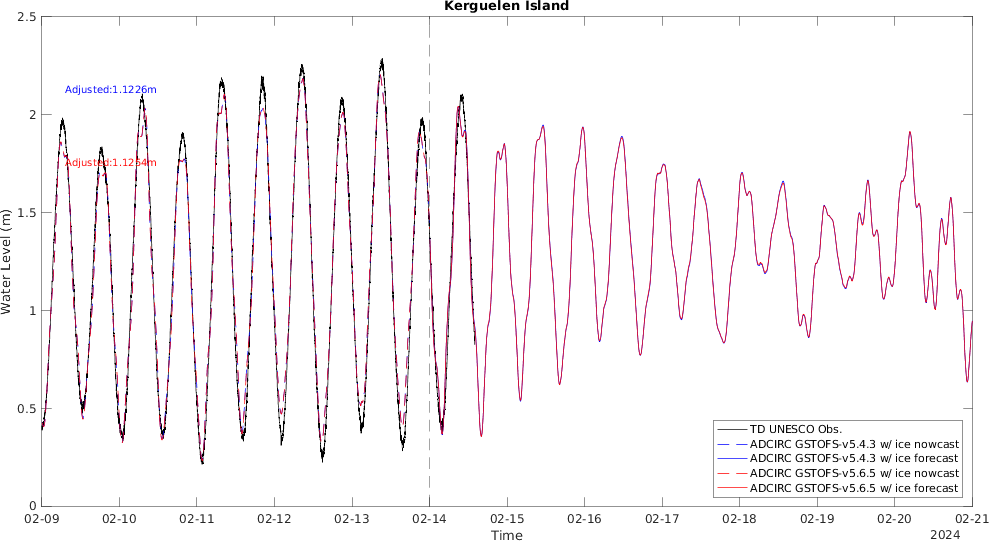 Kerguelen Island
2.5
2
1.5
1
0.5
0
Water Level (m)
Adjusted:1.1226m
Adjusted:1.1264m
TD UNESCO Obs.
ADCIRC GSTOFS-v5.4.3 w/ ice nowcast
ADCIRC GSTOFS-v5.4.3 w/ ice forecast
ADCIRC GSTOFS-v5.6.5 w/ ice nowcast
ADCIRC GSTOFS-v5.6.5 w/ ice forecast
02-09 02-10 02-11 02-12 02-13 02-14 02-15 02-16 02-17 02-18 02-19 02-20 02-21
Time
2024